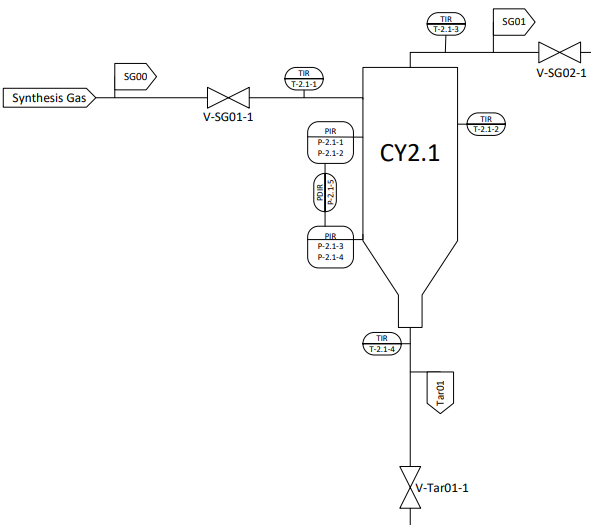 TIR
T-2.1-3
SG01
V-SG02-1
SG00
TIR
T-2.1-1
Synthesis Gas
V-SG01-1
TIR
T-2.1-2
PIR
P-2.1-1
P-2.1-2
CY2.1
PDIR
P-2.1-5
PIR
P-2.1-3
P-2.1-4
TIR
T-2.1-4
Tar01
V-Tar01-1